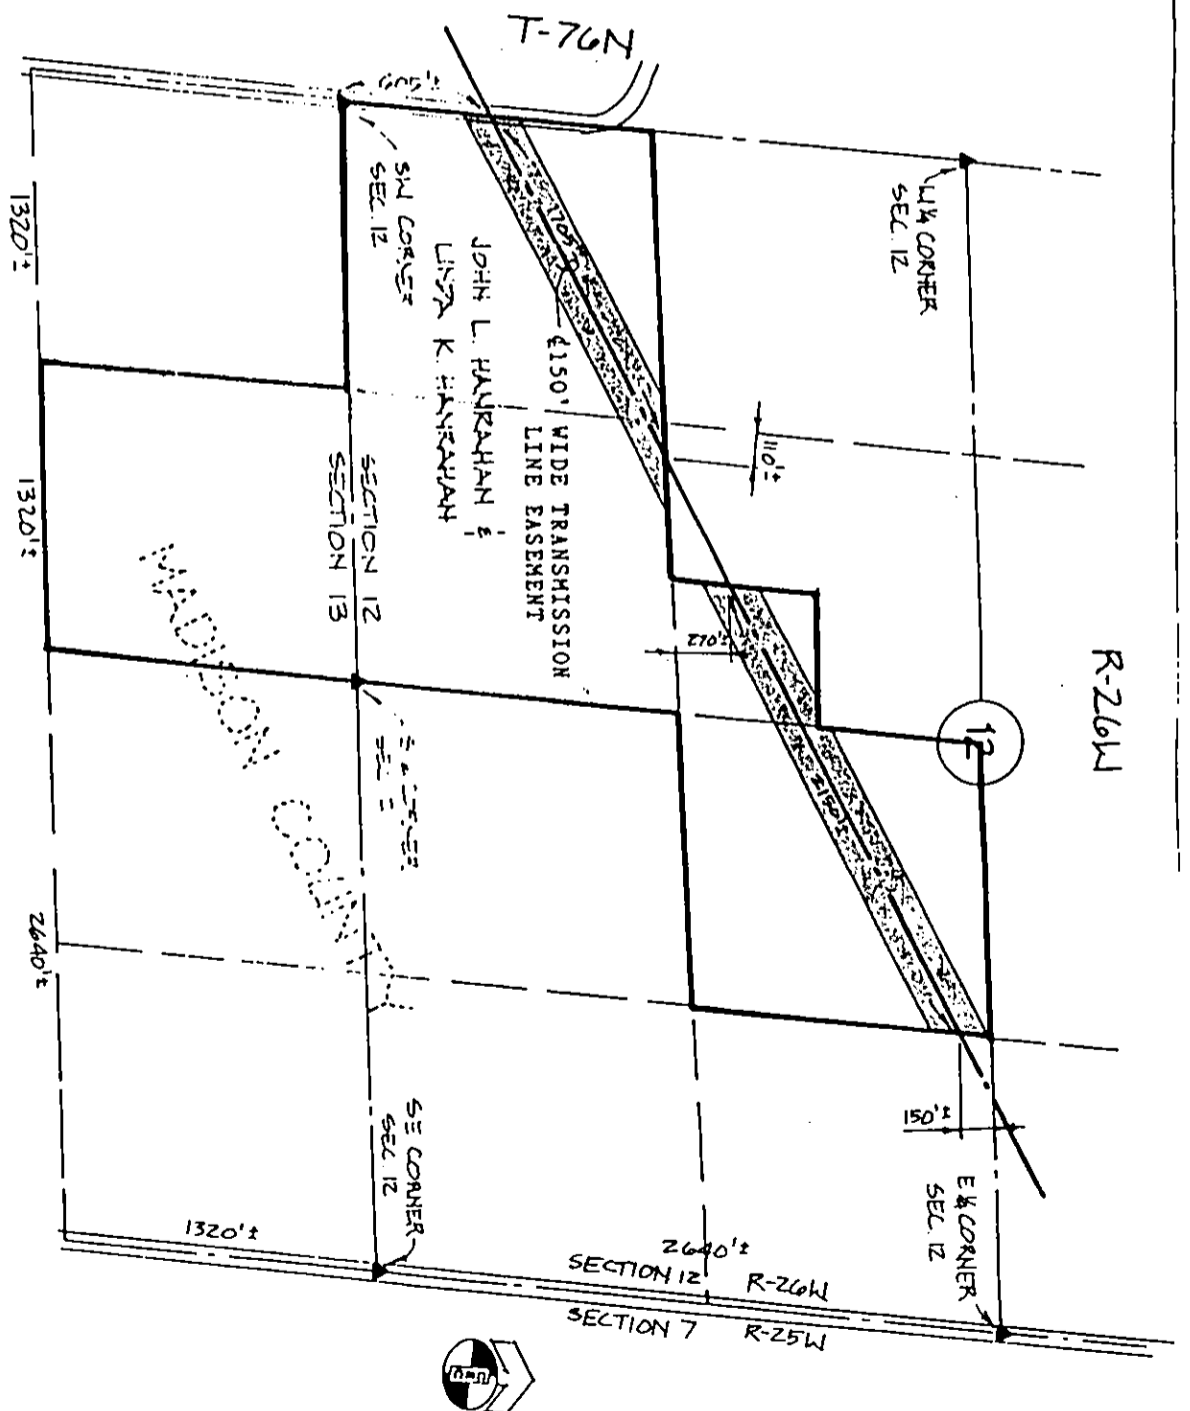 T-76N
R-26W
W¼ CORNER
SEC. 12
SW CORNER
SEC. 12
1320'±
1320'±
2640'±
1705'±
JOHN L. HANRAHAN &
LINDA K. HANRAHAN
₵150' WIDE TRANSMISSION
LINE EASEMENT
110'±
270'±
12
2150'±
SECTION 12
SECTION 13
MADISON COUNTY
150'±
E¼ CORNER
SEC. 12
SE CORNER
SEC. 12
1320'±
2640'±
SECTION 12 R-26W
SECTION 7 R-25W